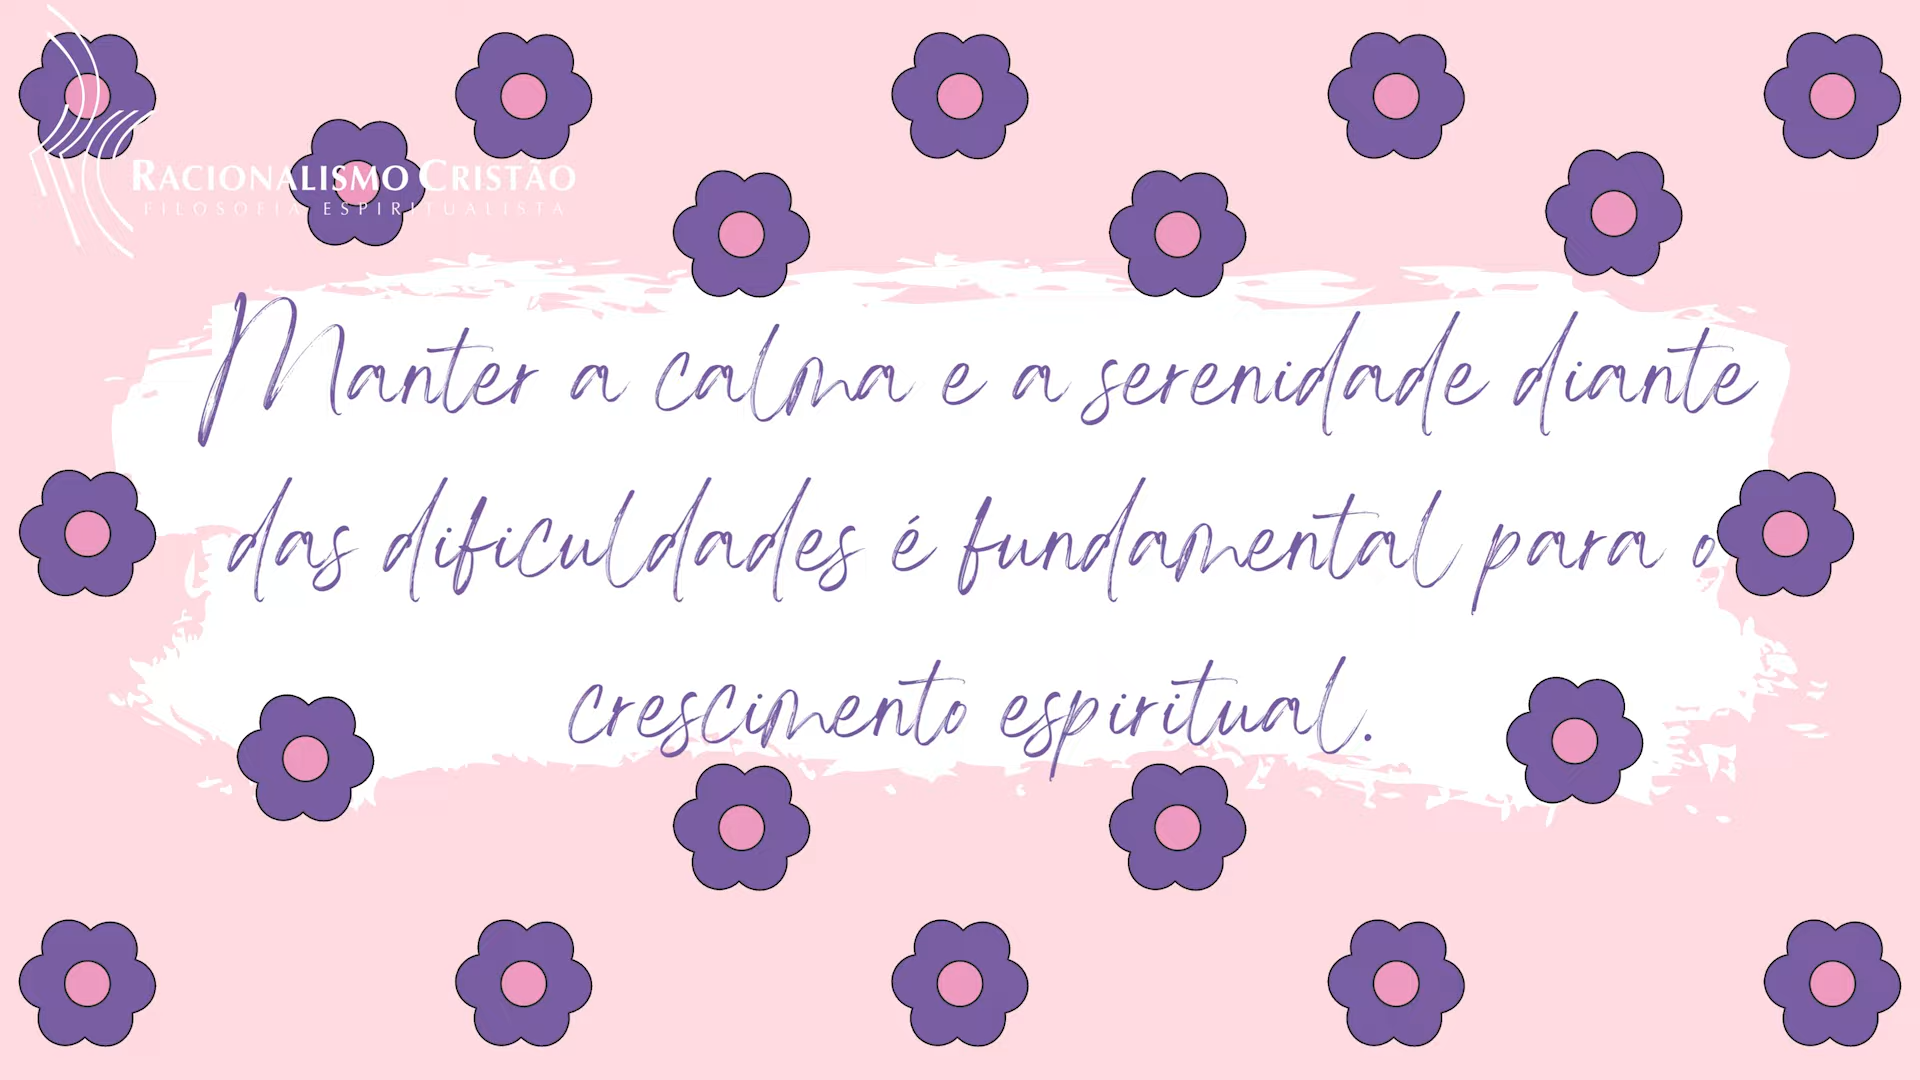 RACIONALISMO CRISTÃO
FILOSOFIA ESPIRITUALISTA
Manter a calma e a serenidade diante
das dificuldades é fundamental para o
crescimento espiritual.